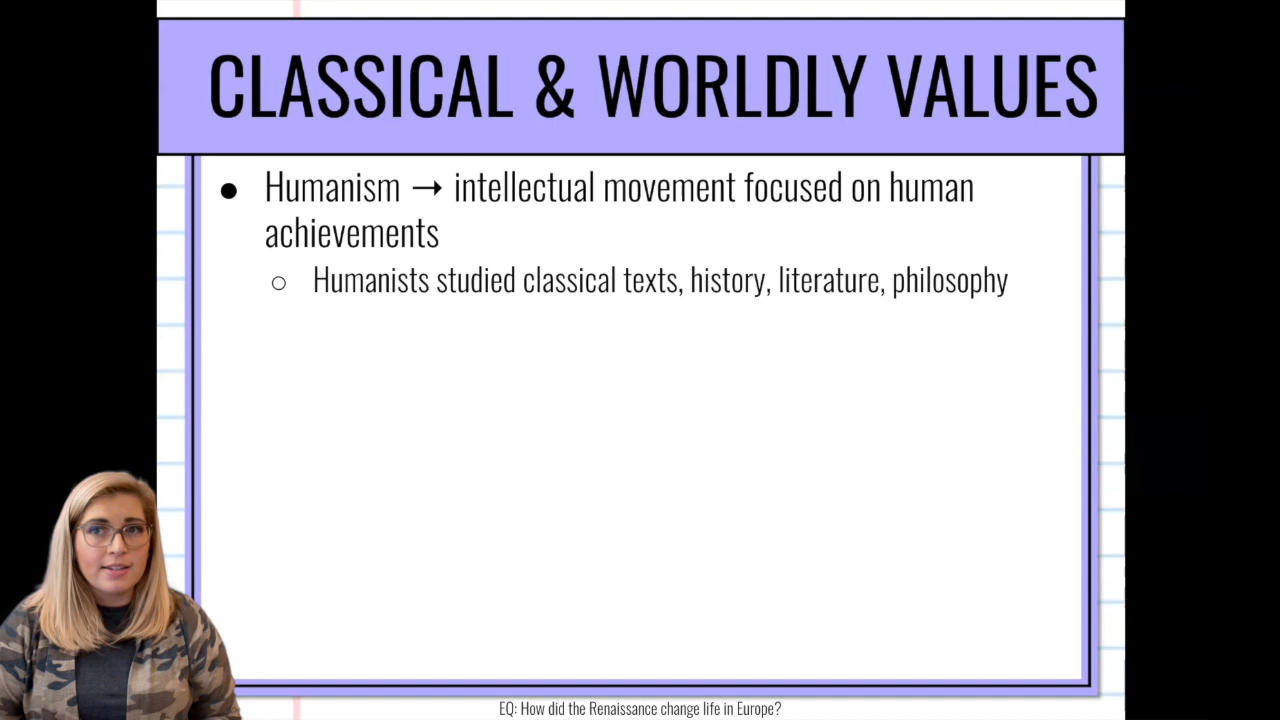 CLASSICAL & WORLDLY VALUES
● Humanism → intellectual movement focused on human
achievements
○ Humanists studied classical texts, history, literature, philosophy
EQ: How did the Renaissance change life in Europe?